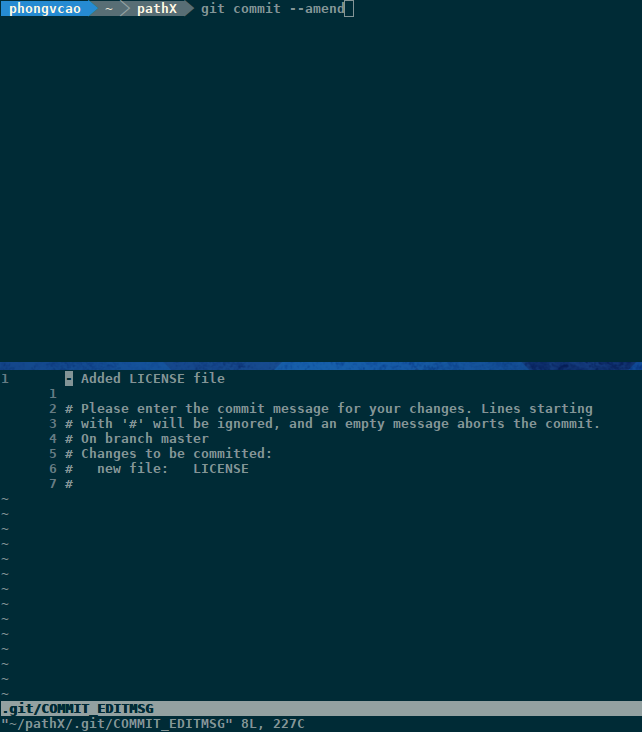 phongvcao ~ pathX git commit --amend
1 - Added LICENSE file
1
2 # Please enter the commit message for your changes. Lines starting
3 # with '#' will be ignored, and an empty message aborts the commit.
4 # On branch master
5 # Changes to be committed:
6 #   new file:   LICENSE
7 #
~
~
~
~
~
~
~
~
~
~
~
~
~
~
.git/COMMIT_EDITMSG
"~/pathX/.git/COMMIT_EDITMSG" 8L, 227C